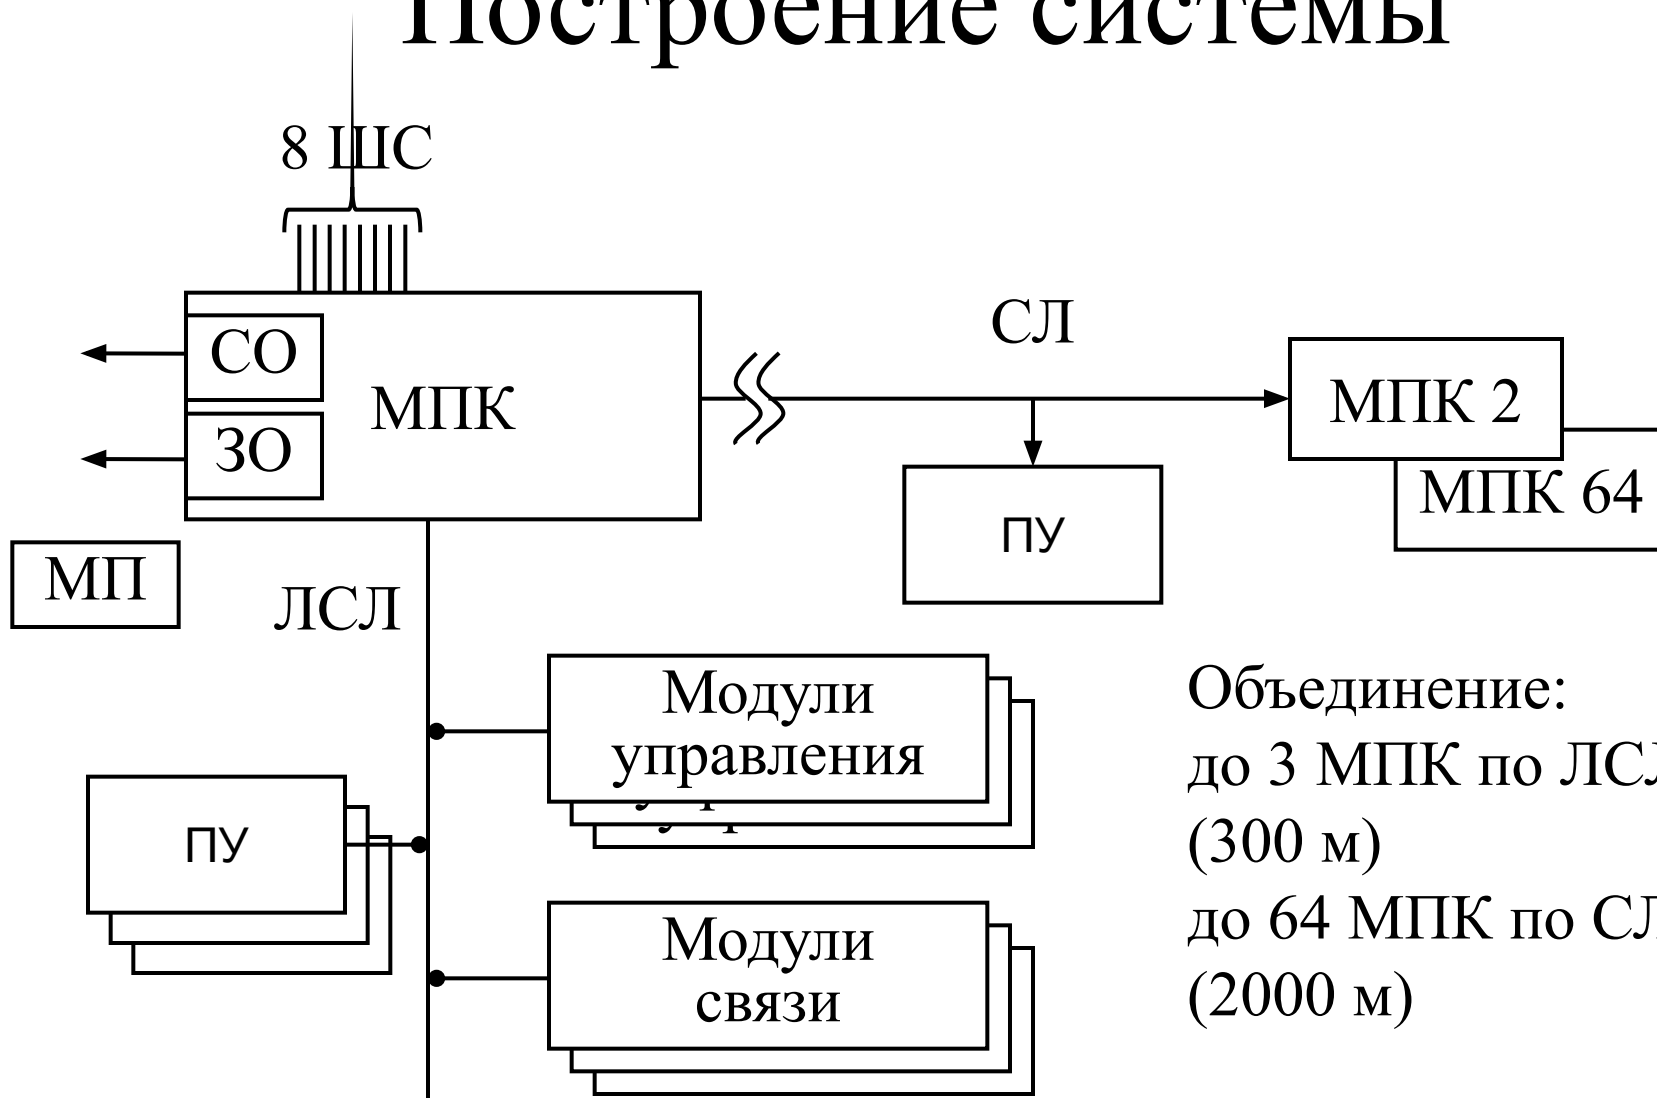 Построение системы
8 ШС
СО
СЛ
МПК
МПК 2
ЗО
МПК 64
ПУ
МП
ЛСЛ
Модули
управления
Объединение:
до 3 МПК по ЛСЛ
(300 м)
ПУ
до 64 МПК по СЛ
(2000 м)
Модули
связи